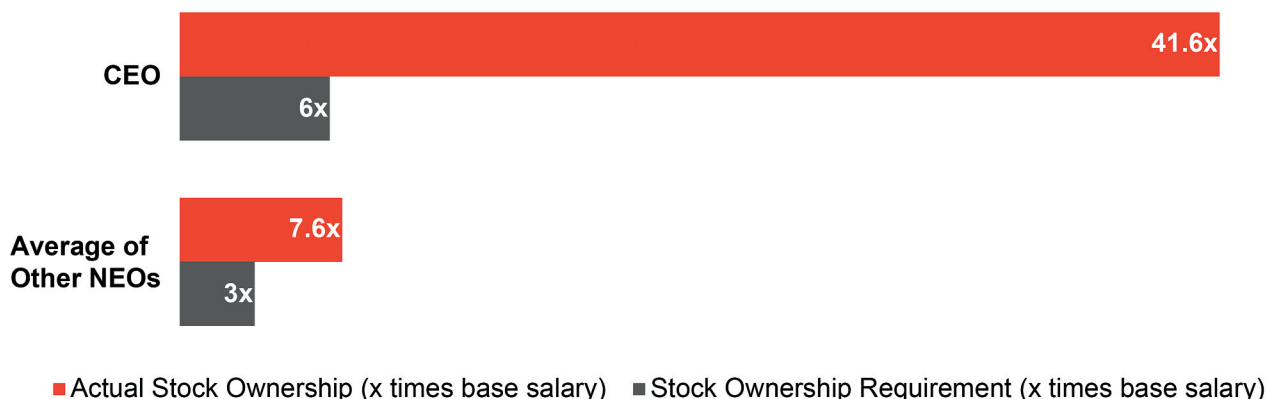 41.6x
CEO
6x
7.6x
Average of
Other NEOs
3x
Actual Stock Ownership (x times base salary) Stock Ownership Requirement (x times base salary)